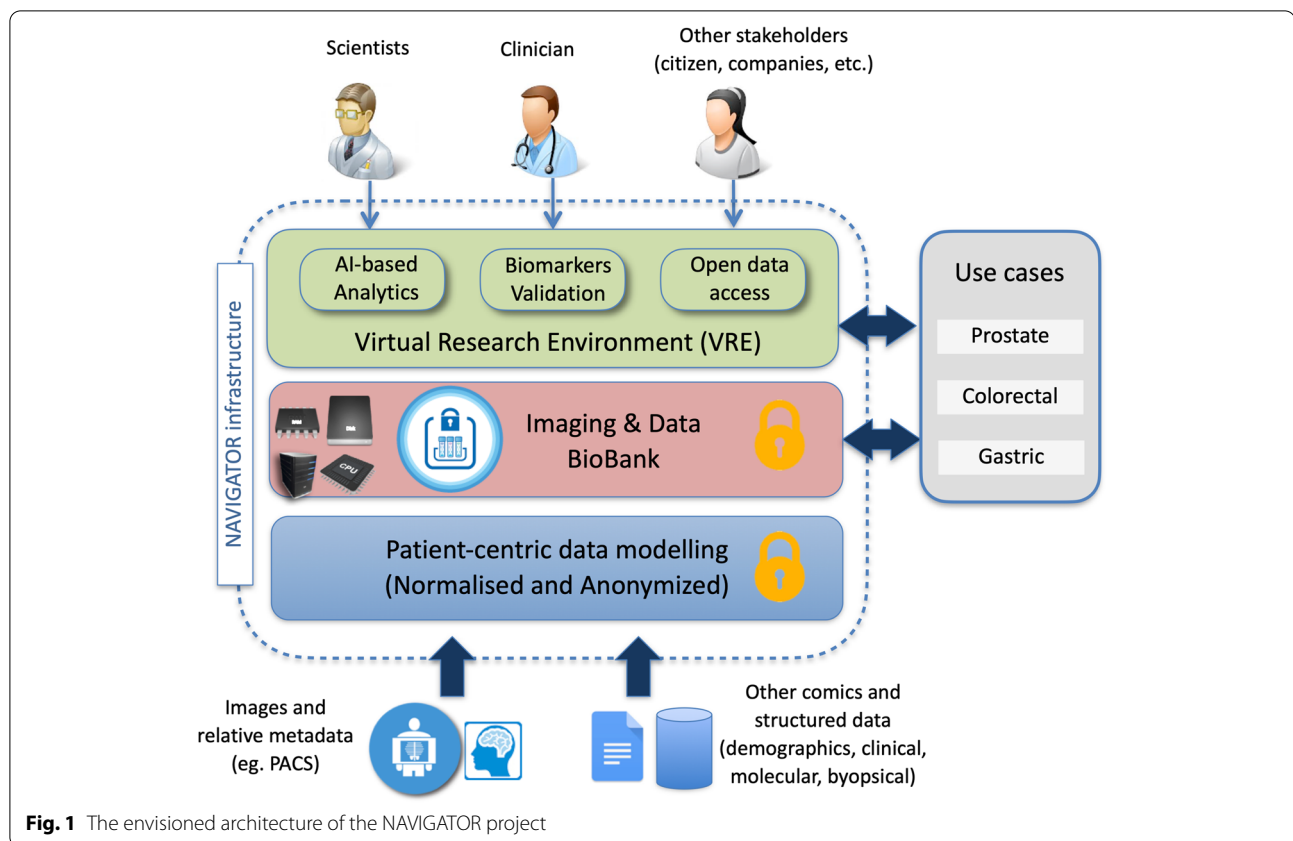 Scientists
Clinician
Other stakeholders
(citizen, companies, etc.)
NAVIGATOR infrastructure
AI-based
Analytics
Biomarkers
Validation
Open data
access
Virtual Research Environment (VRE)
Use cases
Prostate
Colorectal
Gastric
CPU
Imaging & Data
BioBank
Patient-centric data modelling
(Normalised and Anonymized)
Images and
relative metadata
(eg. PACS)
Other comics and
structured data
(demographics, clinical,
molecular, byopsical)
Fig. 1 The envisioned architecture of the NAVIGATOR project